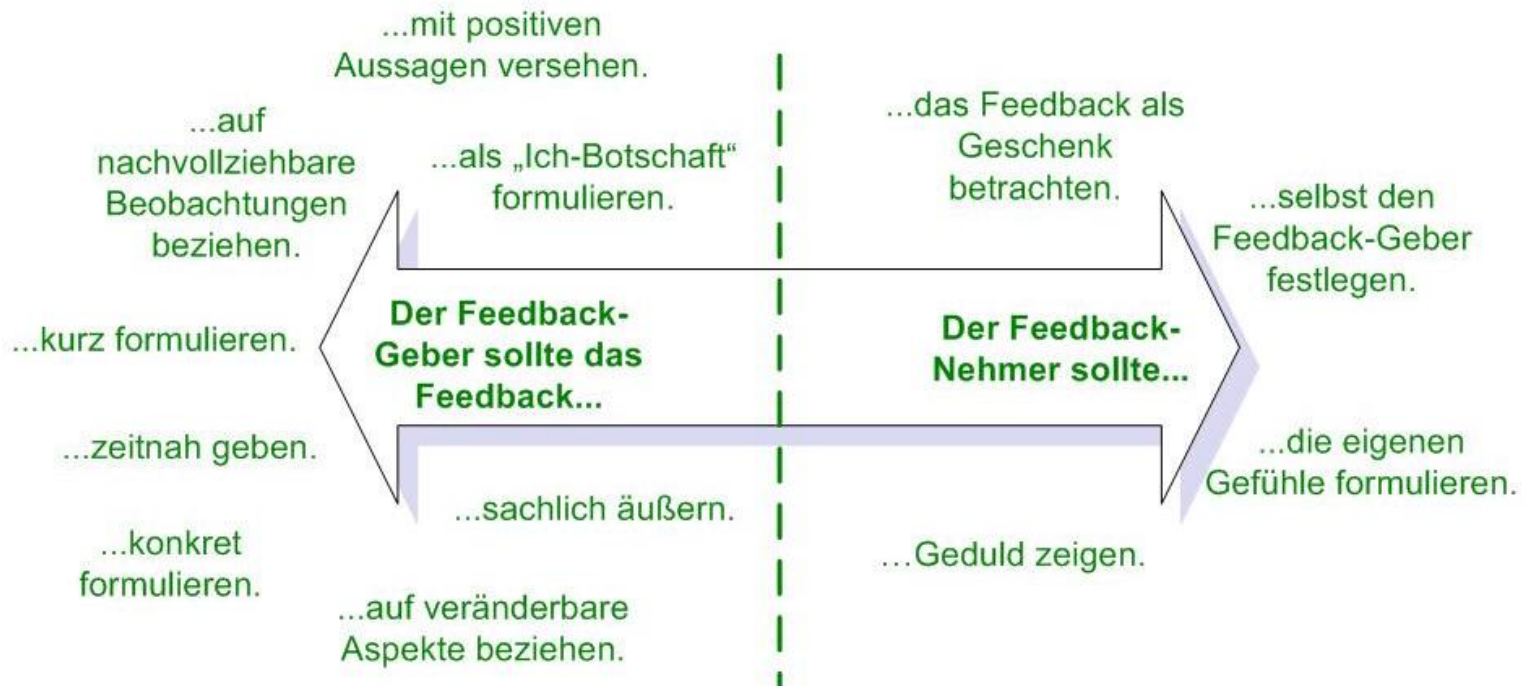 ...mit positiven
Aussagen versehen.
...auf
nachvollziehbare
Beobachtungen
beziehen.
...als „Ich-Botschaft“
formulieren.
...kurz formulieren.
Der Feedback-
Geber sollte das
Feedback...
...zeitnah geben.
...sachlich äußern.
...konkret
formulieren.
...auf veränderbare
Aspekte beziehen.
...das Feedback als
Geschenk
betrachten.
...selbst den
Feedback-Geber
festlegen.
Der Feedback-
Nehmer sollte...
...die eigenen
Gefühle formulieren.
...Geduld zeigen.